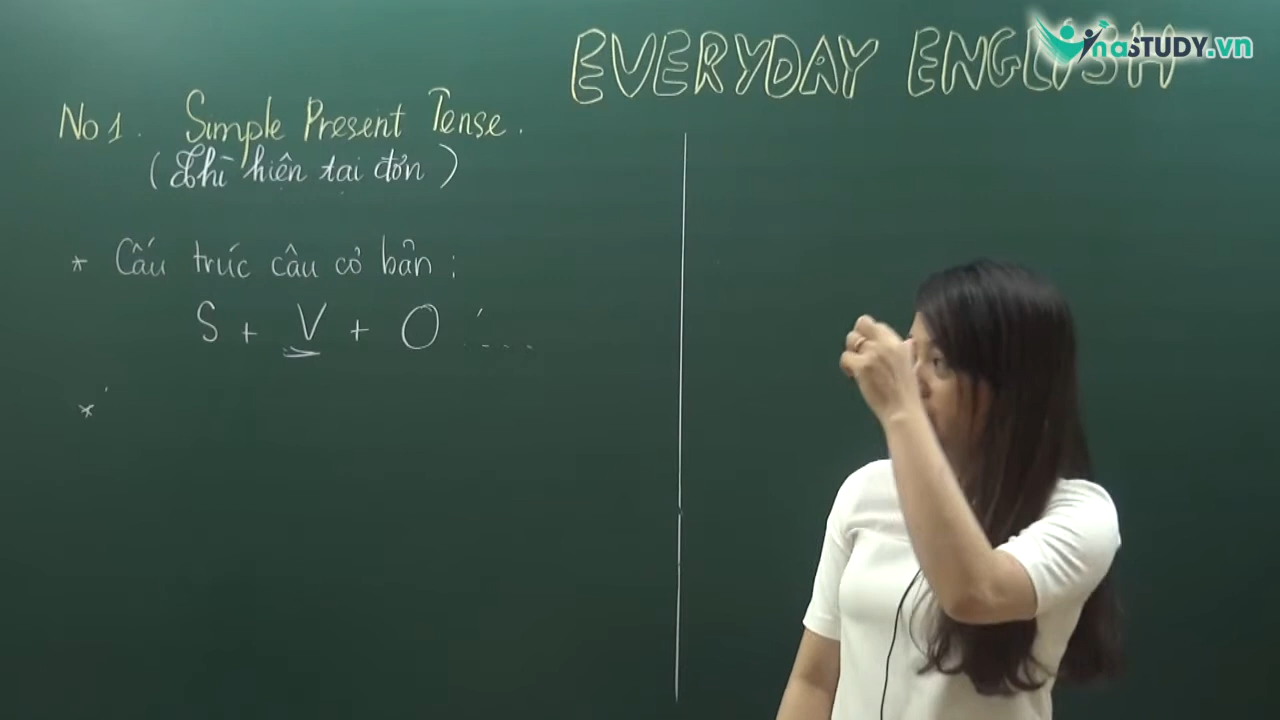 EVERYDAY ENGLISH
VinaSTUDY.vn
No 1. Simple Present Tense.
(Thì hiện tại đơn)
* Cấu trúc câu cơ bản:
S + V + O .....
*